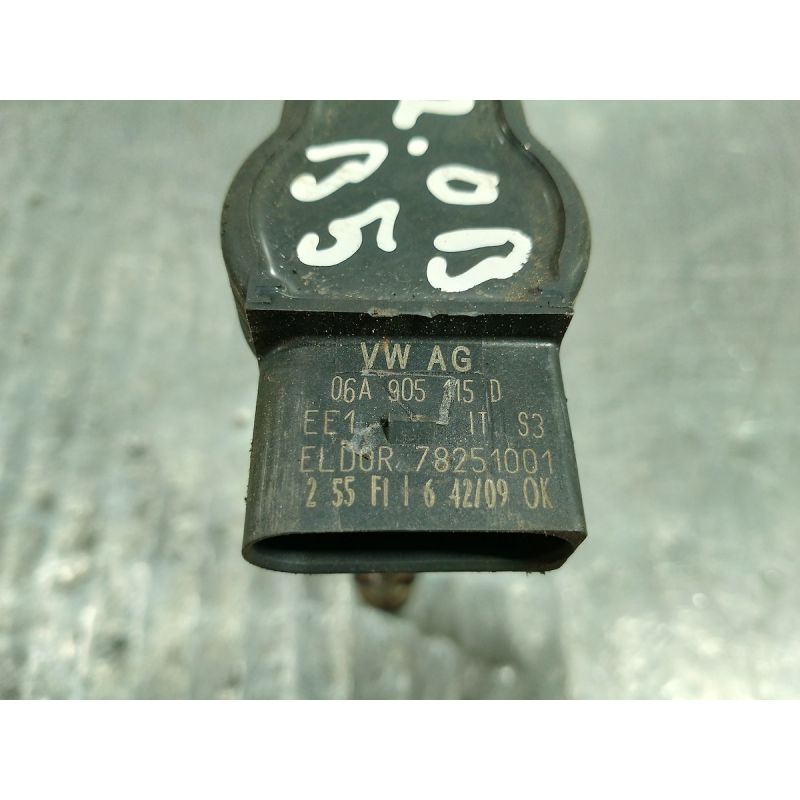 VW AG
06A 905 115 D
EE1 IT S3
ELDOR 78251001
2 55 F1 I 6 42/09 OK